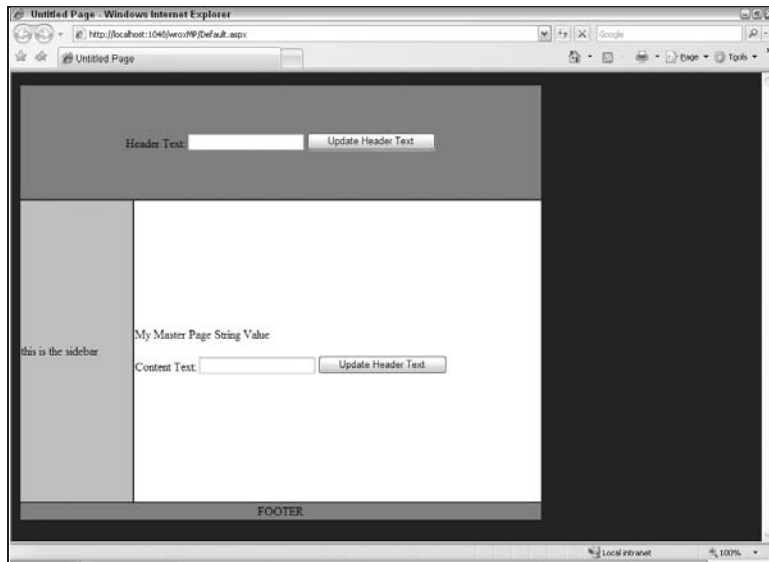 Untitled Page - Windows Internet Explorer
http://localhost:1048/wroxMP/Default.aspx
Google
Untitled Page
Page
Tools
Header Text:
Update Header Text
My Master Page String Value
this is the sidebar
Content Text:
Update Header Text
FOOTER
Local intranet
100%